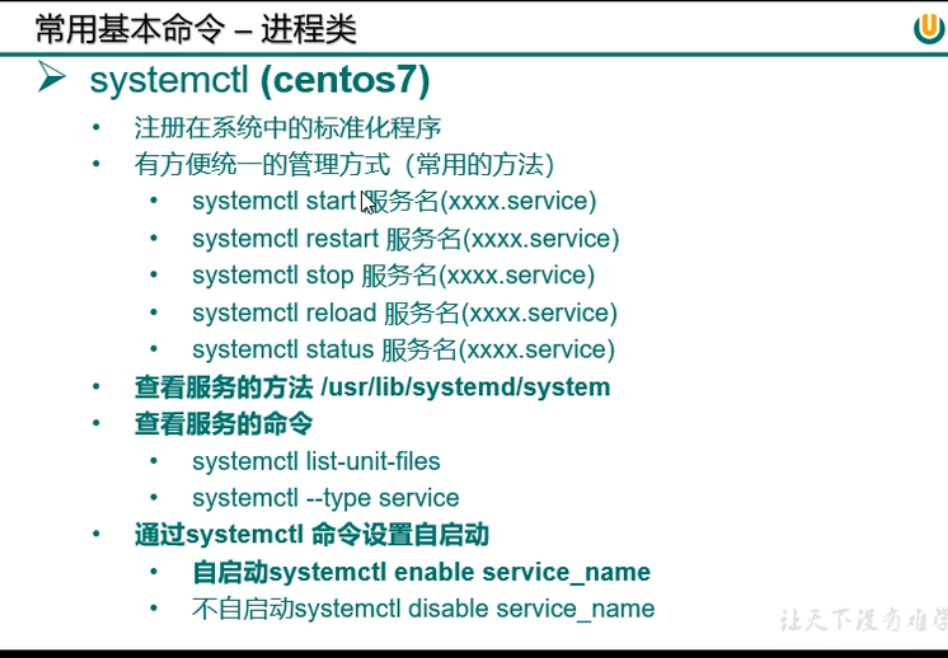 常用基本命令 – 进程类
systemctl (centos7)
注册在系统中的标准化程序
有方便统一的管理方式（常用的方法）
systemctl start 服务名(xxxx.service)
systemctl restart 服务名(xxxx.service)
systemctl stop 服务名(xxxx.service)
systemctl reload 服务名(xxxx.service)
systemctl status 服务名(xxxx.service)
查看服务的方法 /usr/lib/systemd/system
查看服务的命令
systemctl list-unit-files
systemctl --type service
通过systemctl 命令设置自启动
自启动systemctl enable service_name
不自启动systemctl disable service_name
让天下没有难学